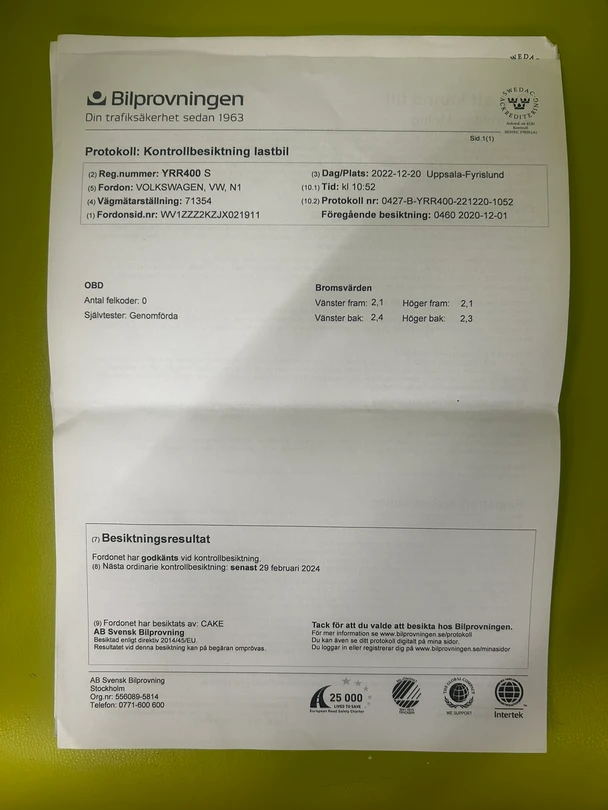 WEDA
Bilprovningen
Din trafiksäkerhet sedan 1963
SWEDAC
ACKREDITERING
Kontroll
Sid.1(1)
Protokoll: Kontrollbesiktning lastbil
(2) Reg.nummer: YRR400 S
(3) Dag/Plats: 2022-12-20 Uppsala-Fyrislund
(5) Fordon: VOLKSWAGEN, VW, N1
(10.1) Tid: kl 10:52
(4) Vägmätarställning: 71354
(10.2) Protokoll nr: 0427-B-YRR400-221220-1052
(1) Fordonsid.nr: WV1ZZZ2KZJX021911
Föregående besiktning: 0460 2020-12-01
OBD
Antal felkoder: 0
Självtester: Genomförda
Bromsvärden
Vänster fram: 2,1 Höger fram: 2,1
Vänster bak: 2,4 Höger bak: 2,3
(7) Besiktningsresultat
Fordonet har godkänts vid kontrollbesiktning.
(8) Nästa ordinarie kontrollbesiktning: senast 29 februari 2024
(9) Fordonet har besiktats av: CAKE
AB Svensk Bilprovning
Besiktad enligt direktiv 2014/45/EU.
Resultatet vid denna besiktning kan på begäran omprövas.
Tack för att du valde att besikta hos Bilprovningen.
För mer information se www.bilprovningen.se/protokoll
Du kan även se ditt protokoll digitalt på mina sidor.
Du loggar in eller registrerar dig på www.bilprovningen.se/minasidor
AB Svensk Bilprovning
Stockholm
Org.nr: 556089-5814
Telefon: 0771-600 600
25 000
LIVES TO SAVE
European Road Safety Charter
THE GLOBAL COMPACT
WE SUPPORT
Intertek